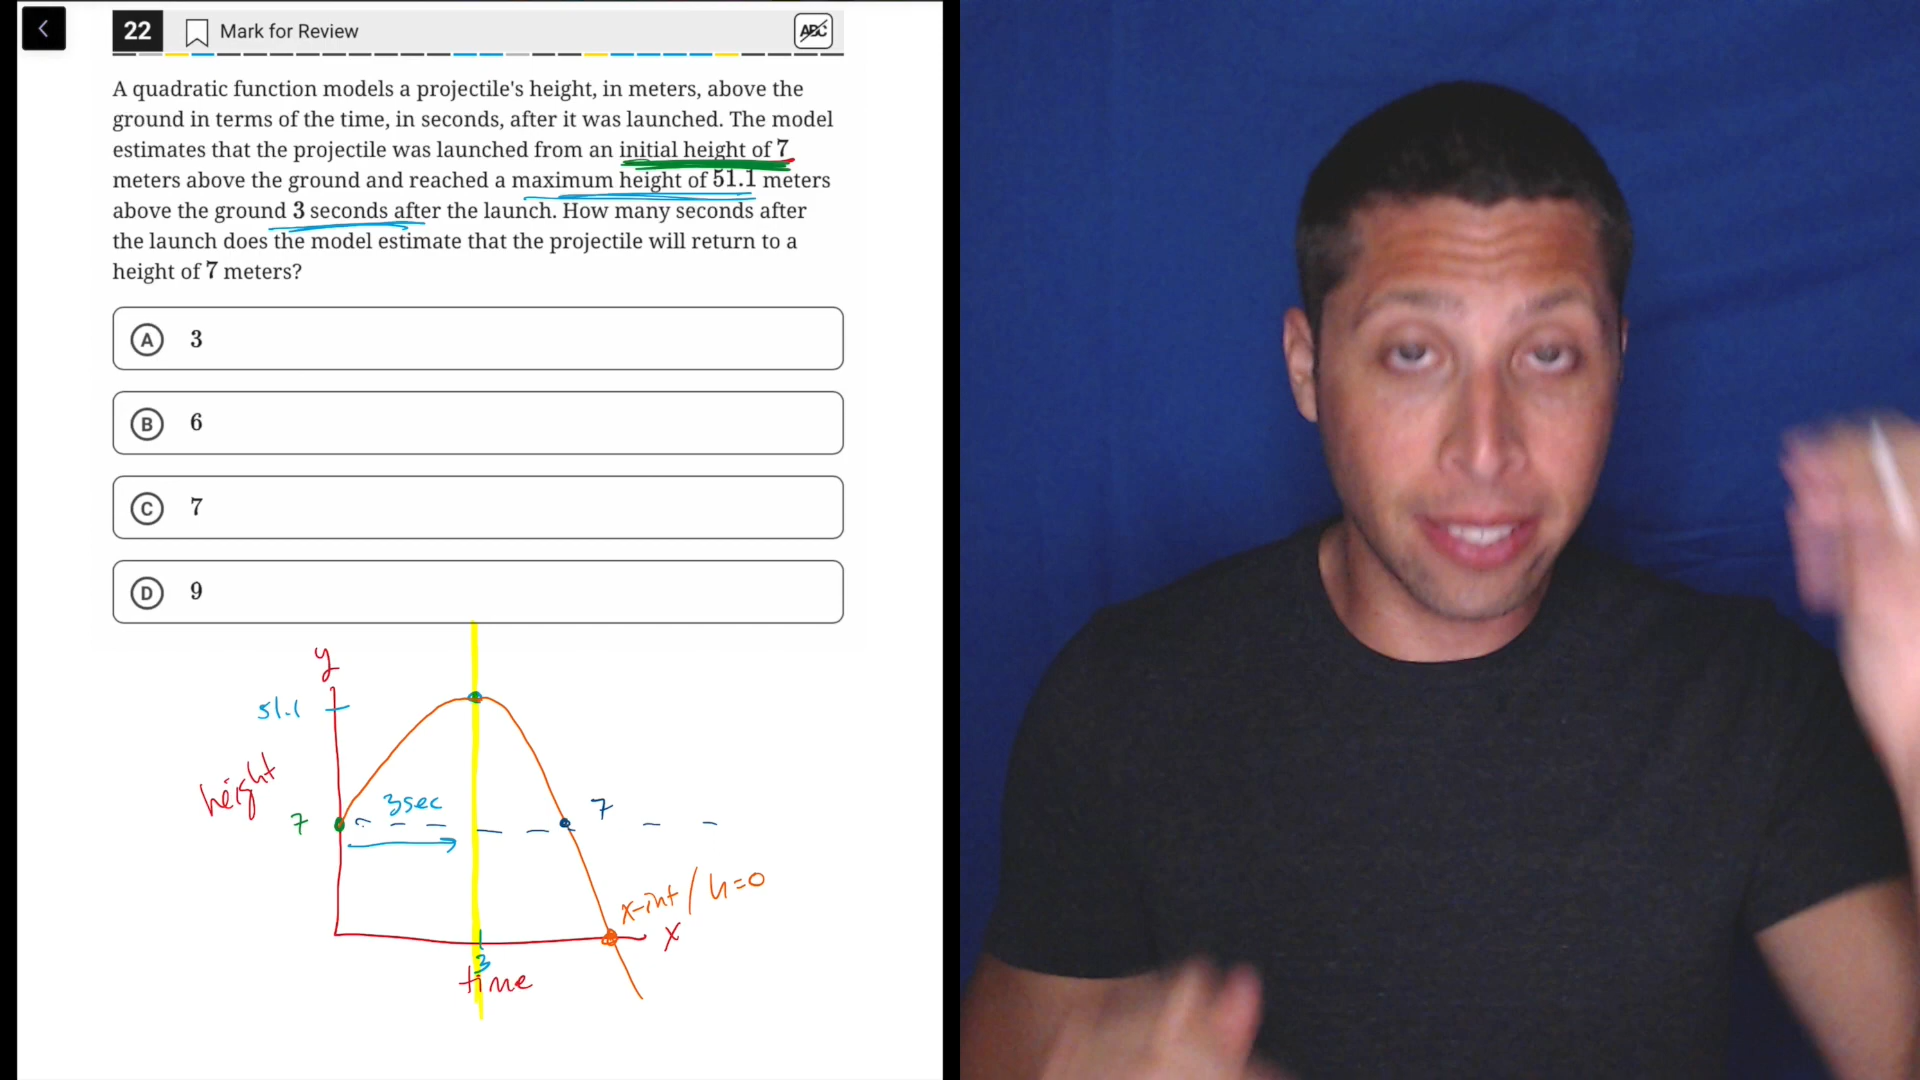 22 Mark for Review ABC
A quadratic function models a projectile's height, in meters, above the
ground in terms of the time, in seconds, after it was launched. The model
estimates that the projectile was launched from an initial height of 7
meters above the ground and reached a maximum height of 51.1 meters
above the ground 3 seconds after the launch. How many seconds after
the launch does the model estimate that the projectile will return to a
height of 7 meters?
A 3
B 6
C 7
D 9
y
51.1
height
3sec
7
7
x-int / h=0
x
3
time